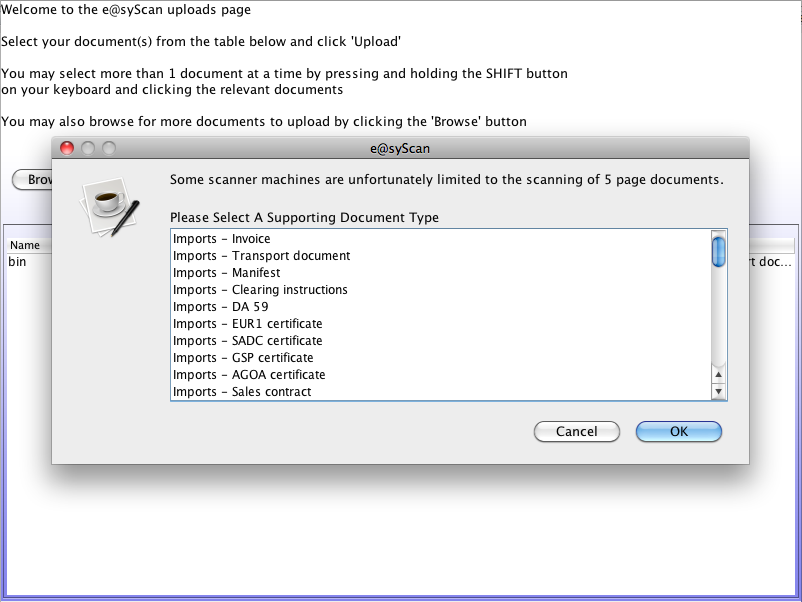 Welcome to the e@syScan uploads page
Select your document(s) from the table below and click 'Upload'
You may select more than 1 document at a time by pressing and holding the SHIFT button
on your keyboard and clicking the relevant documents
You may also browse for more documents to upload by clicking the 'Browse' button
e@syScan
Some scanner machines are unfortunately limited to the scanning of 5 page documents.
Please Select A Supporting Document Type
Imports – Invoice
Imports – Transport document
Imports – Manifest
Imports – Clearing instructions
Imports – DA 59
Imports – EUR1 certificate
Imports – SADC certificate
Imports – GSP certificate
Imports – AGOA certificate
Imports – Sales contract
Cancel OK
Name
bin
doc...